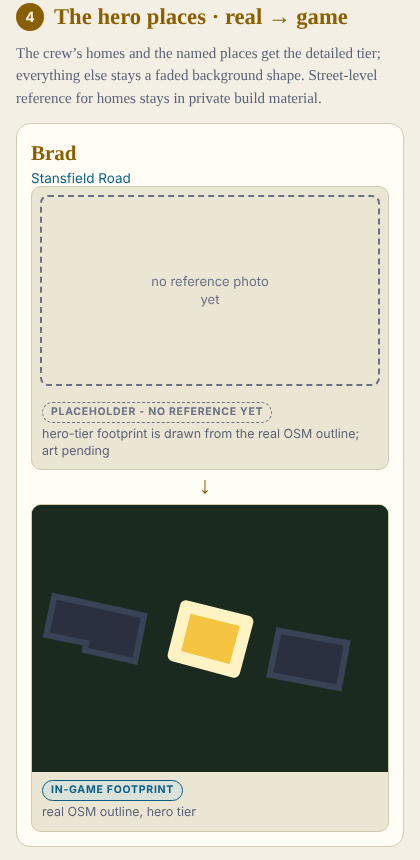 4 The hero places · real → game
The crew’s homes and the named places get the detailed tier;
everything else stays a faded background shape. Street-level
reference for homes stays in private build material.
Brad
Stansfield Road
no reference photo
yet
PLACEHOLDER - NO REFERENCE YET
hero-tier footprint is drawn from the real OSM outline;
art pending
↓
IN-GAME FOOTPRINT
real OSM outline, hero tier